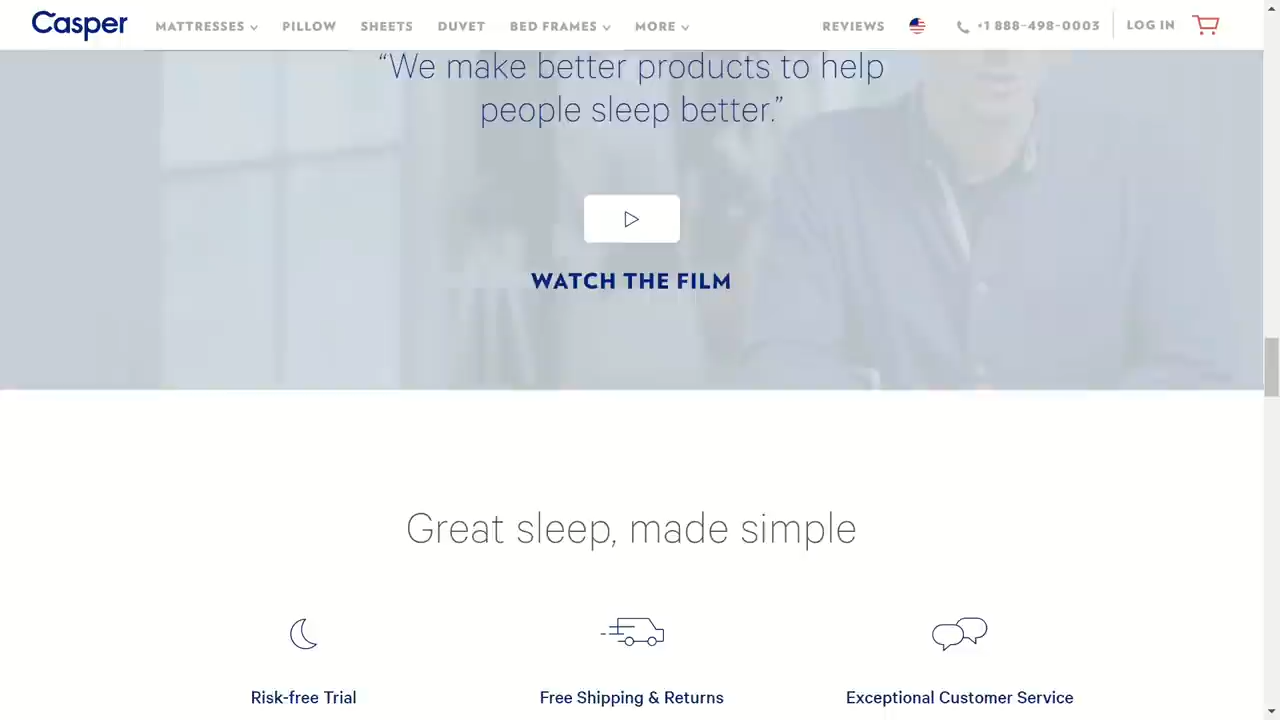 Casper MATTRESSES PILLOW SHEETS DUVET BED FRAMES MORE REVIEWS +1 888-498-0003 LOG IN
“We make better products to help
people sleep better.”
WATCH THE FILM
Great sleep, made simple
Risk-free Trial Free Shipping & Returns Exceptional Customer Service